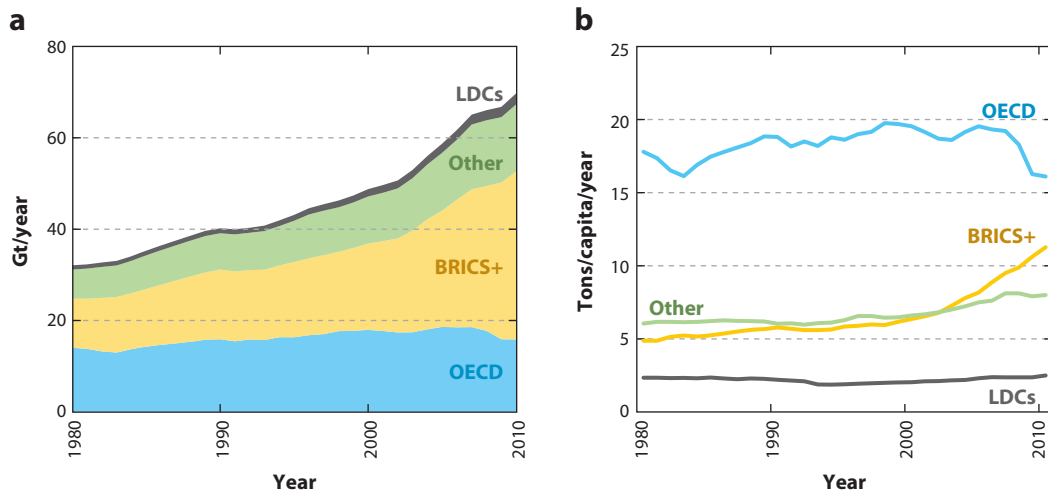 a
80
60
40
20
0
Gt/year
LDCs
Other
BRICS+
OECD
1980
1990
2000
2010
Year
b
25
20
15
10
5
0
Tons/capita/year
OECD
BRICS+
Other
LDCs
1980
1990
2000
2010
Year